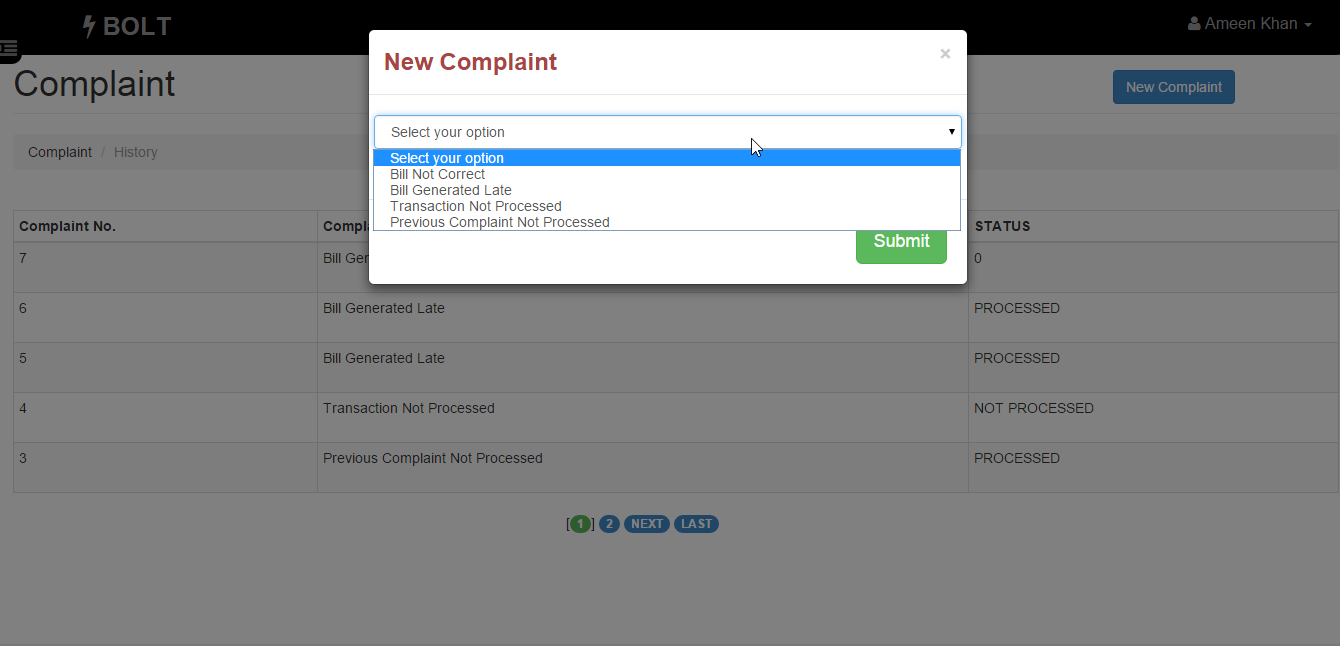 BOLT
Ameen Khan
New Complaint
×
Complaint
New Complaint
Select your option
Complaint / History
Select your option
Bill Not Correct
Bill Generated Late
Transaction Not Processed
Previous Complaint Not Processed
Submit
Complaint No. Compl STATUS
7 Bill Ger 0
6 Bill Generated Late PROCESSED
5 Bill Generated Late PROCESSED
4 Transaction Not Processed NOT PROCESSED
3 Previous Complaint Not Processed PROCESSED
[1] 2 NEXT LAST